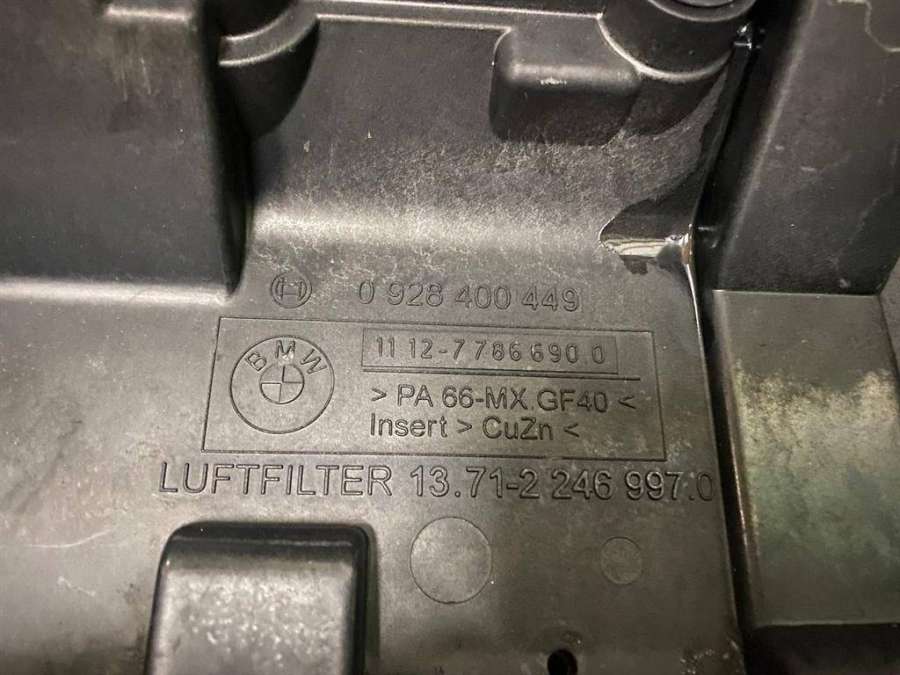 0 928 400 449
BMW
11 12-7 786 690.0
> PA 66-MX.GF40 <
Insert > CuZn <
LUFTFILTER 13.71-2 246 997.0